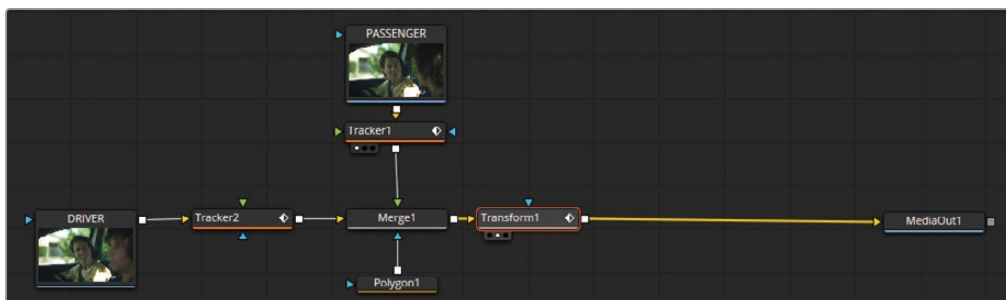 PASSENGER
Tracker1
DRIVER
Tracker2
Merge1
Transform1
MediaOut1
Polygon1